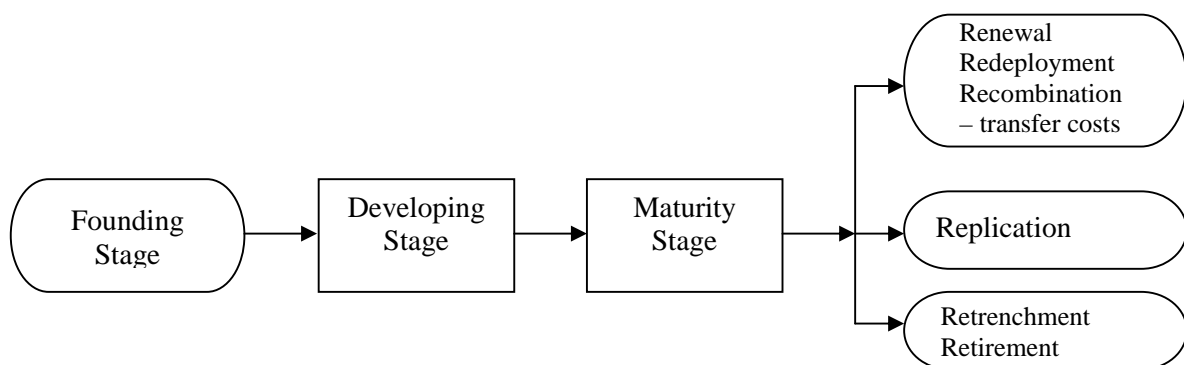 Founding
Stage
Developing
Stage
Maturity
Stage
Renewal
Redeployment
Recombination
– transfer costs
Replication
Retrenchment
Retirement